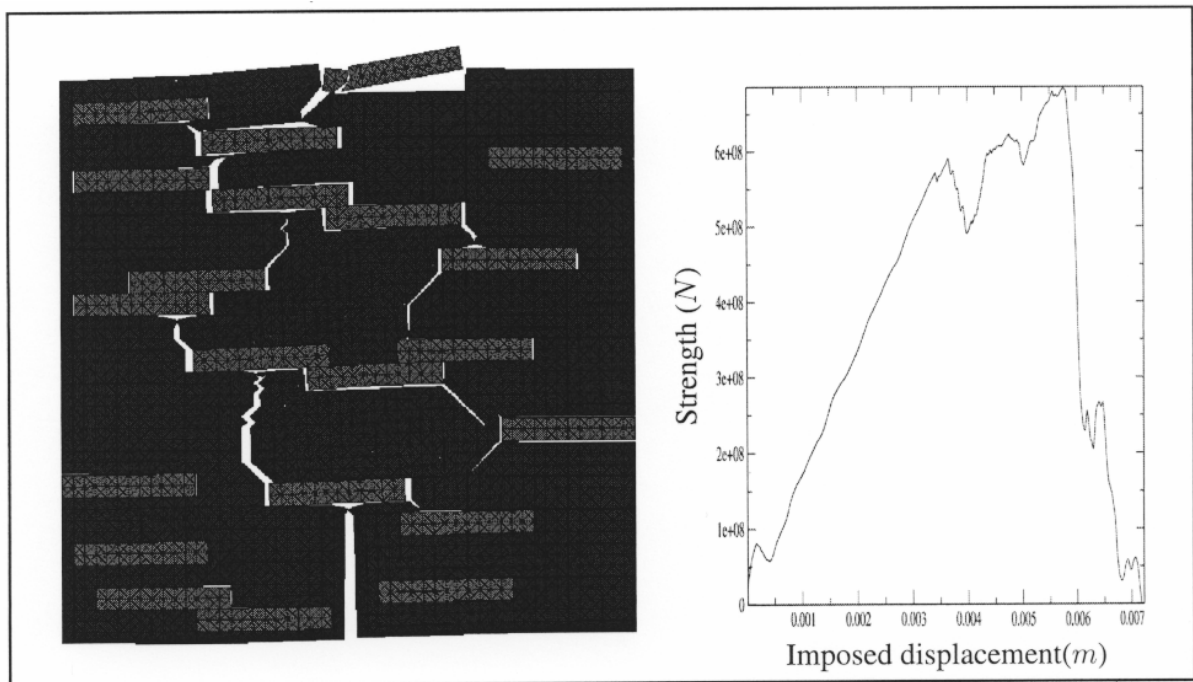 6e+08
5e+08
4e+08
3e+08
2e+08
1e+08
0
Strength (N)
0.001 0.002 0.003 0.004 0.005 0.006 0.007
Imposed displacement(m)